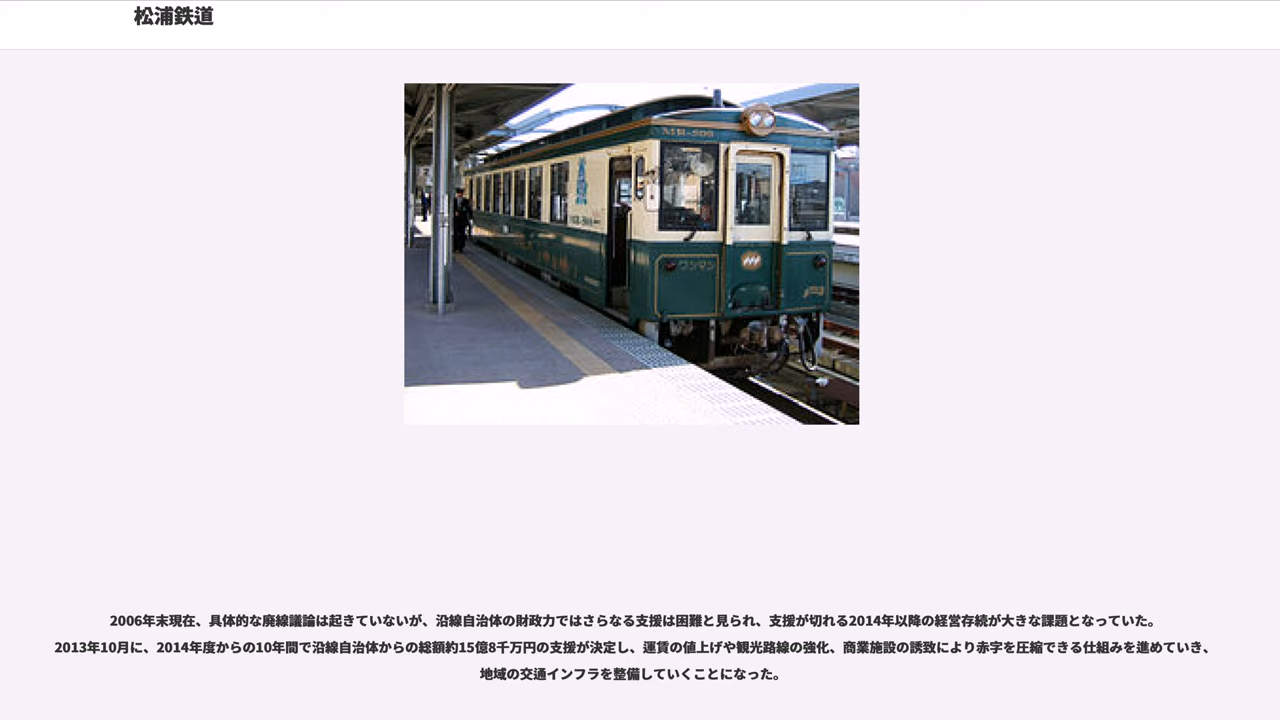 松浦鉄道
MR-500
ワンマン
2006年末現在、具体的な廃線議論は起きていないが、沿線自治体の財政力ではさらなる支援は困難と見られ、支援が切れる2014年以降の経営存続が大きな課題となっていた。
2013年10月に、2014年度からの10年間で沿線自治体からの総額約15億8千万円の支援が決定し、運賃の値上げや観光路線の強化、商業施設の誘致により赤字を圧縮できる仕組みを進めていき、
地域の交通インフラを整備していくことになった。